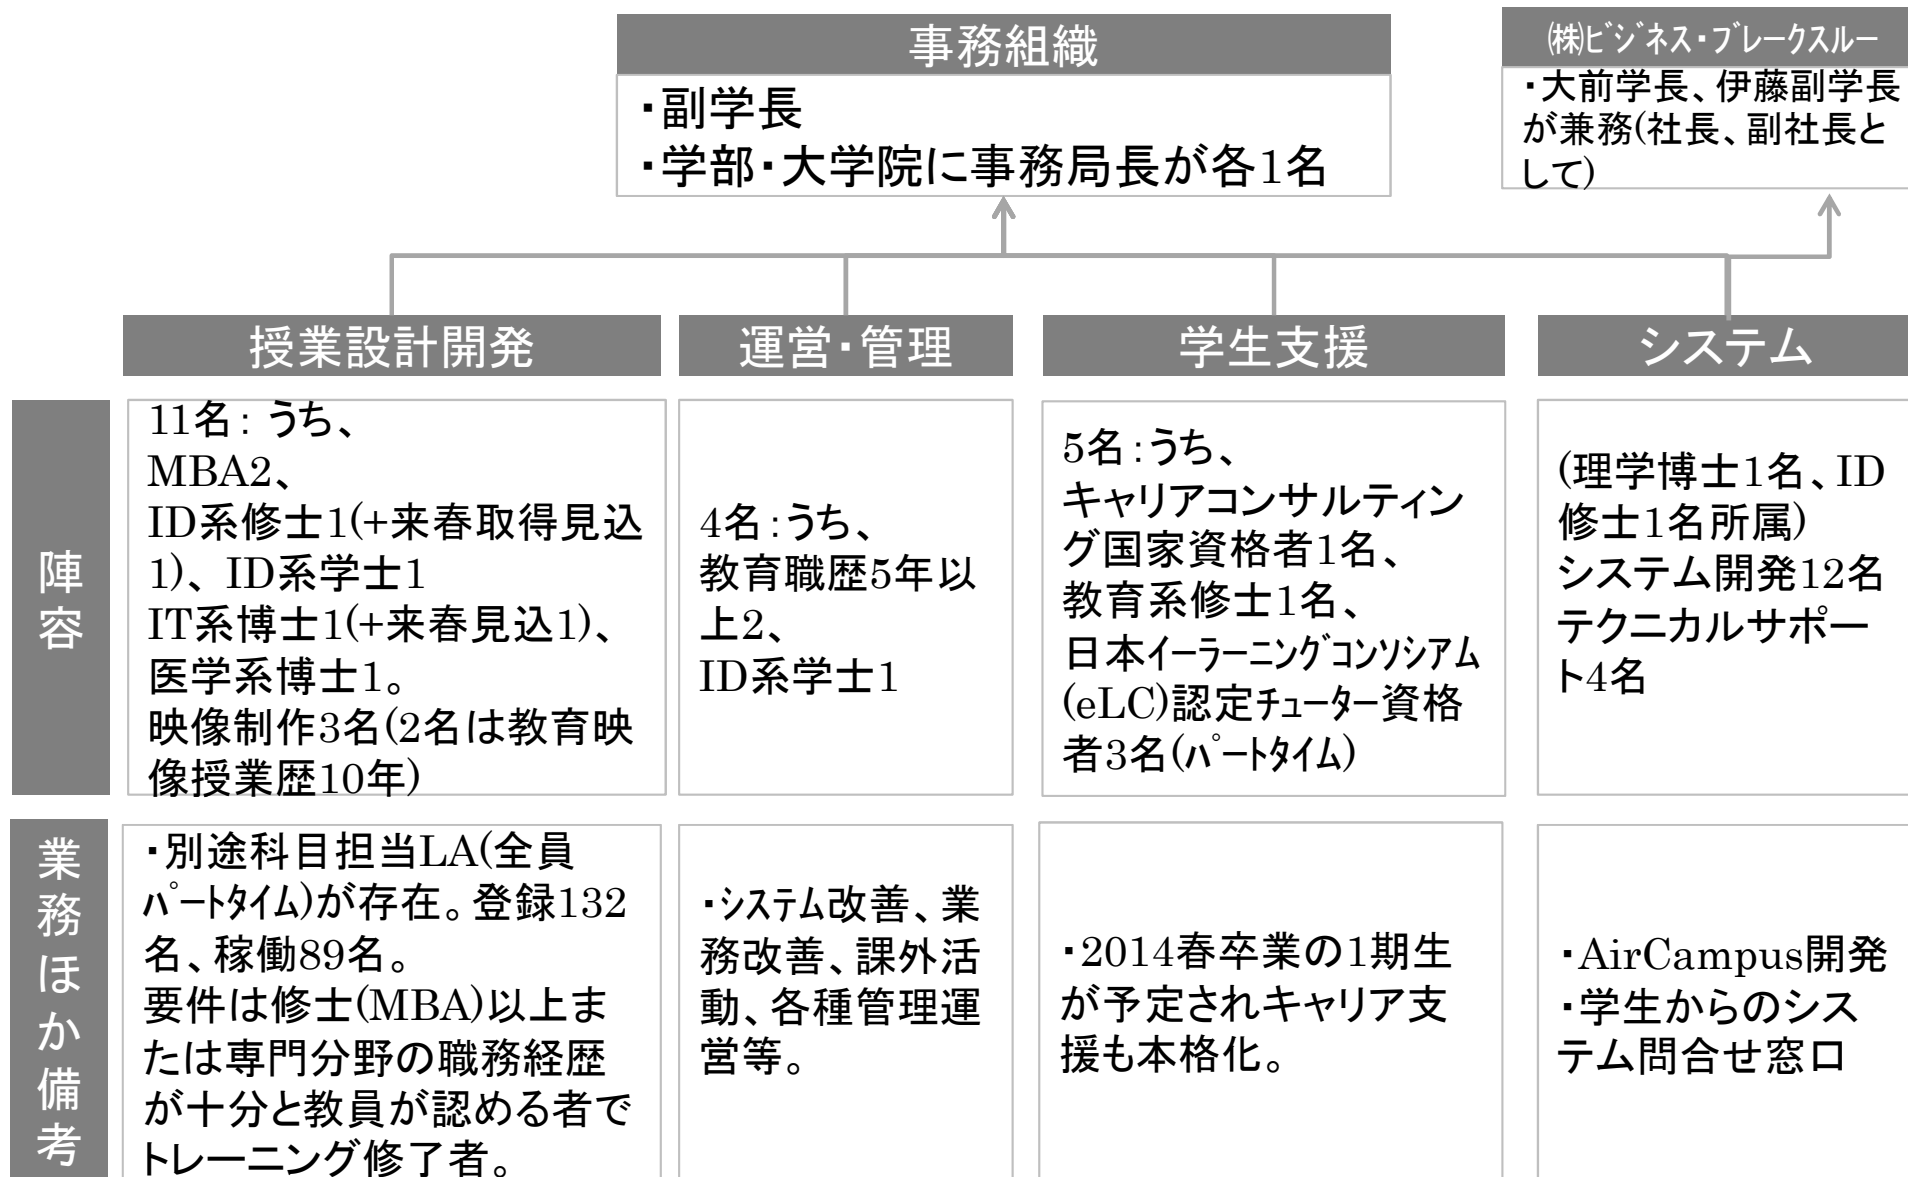 事務組織
・副学長
・学部・大学院に事務局長が各1名
㈱ﾋﾞｼﾞﾈｽ・ﾌﾞﾚｰｸｽﾙｰ
・大前学長、伊藤副学長
が兼務(社長、副社長と
して)
授業設計開発
運営・管理
学生支援
システム
陣容
11名：うち、
MBA2、
ID系修士1(+来春取得見込
1)、ID系学士1
IT系博士1(+来春見込1)、
医学系博士1。
映像制作3名(2名は教育映
像授業歴10年)
4名：うち、
教育職歴5年以
上2、
ID系学士1
5名：うち、
キャリアコンサルティン
グ国家資格者1名、
教育系修士1名、
日本ｲｰﾗｰﾆﾝｸﾞｺﾝｿｼｱﾑ
(eLC)認定ﾁｭｰﾀｰ資格
者3名(ﾊﾟｰﾄﾀｲﾑ)
(理学博士1名、ID
修士1名所属)
システム開発12名
テクニカルサポー
ト4名
業務ほか備考
・別途科目担当LA(全員
ﾊﾟｰﾄﾀｲﾑ)が存在。登録132
名、稼働89名。
要件は修士(MBA)以上ま
たは専門分野の職務経歴
が十分と教員が認める者で
トレーニング修了者。
・ｼｽﾃﾑ改善、業
務改善、課外活
動、各種管理運
営等。
・2014春卒業の1期生
が予定されキャリア支
援も本格化。
・AirCampus開発
・学生からのシス
テム問合せ窓口